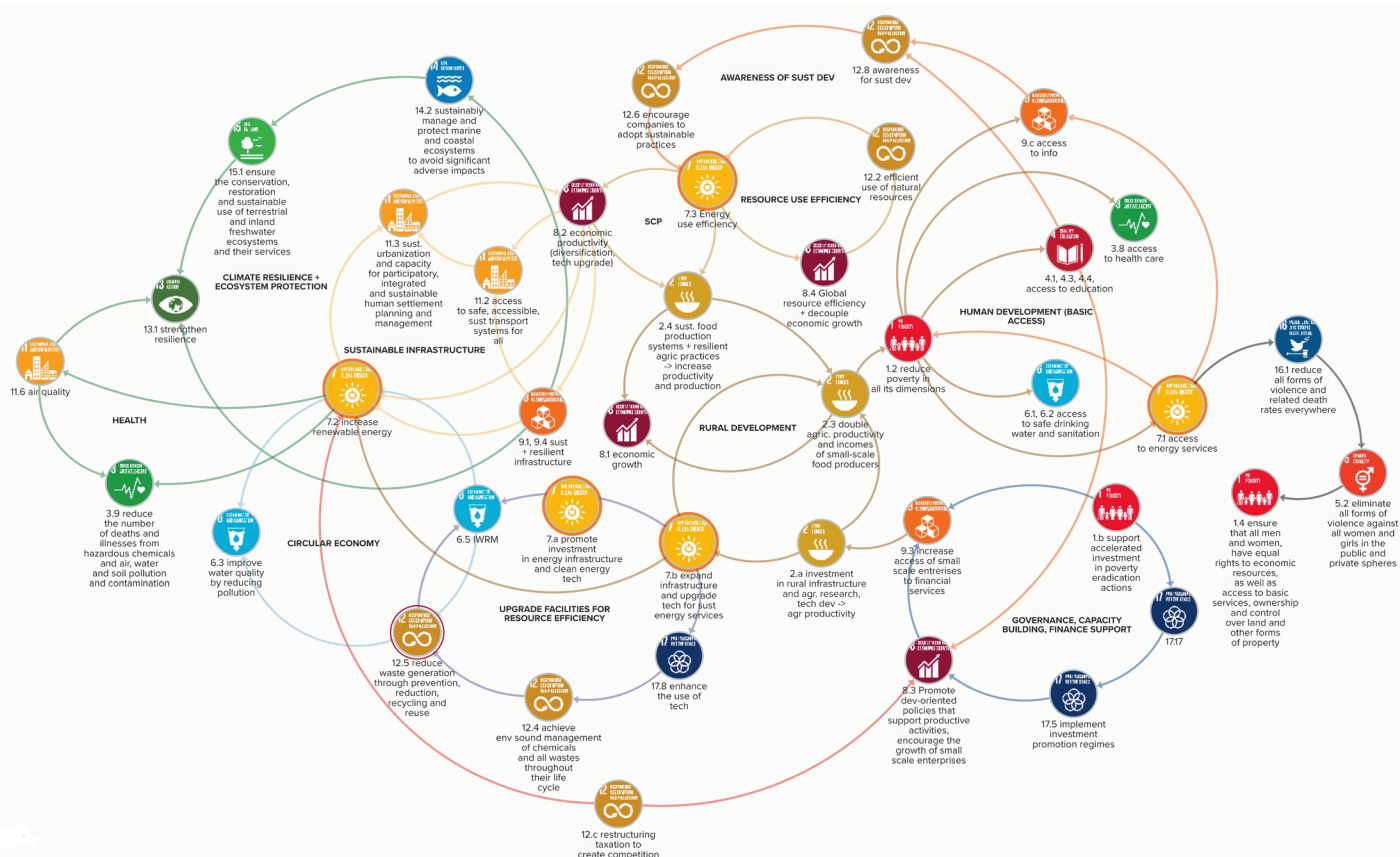 12.8 awareness
for sust dev
AWARENESS OF SUST DEV
12.6 encourage
companies to
adopt sustainable
practices
14.2 sustainably
manage and
protect marine
and coastal
ecosystems
to avoid significant
adverse impacts
9.c access
to info
15.1 ensure
the conservation,
restoration
and sustainable
use of terrestrial
and inland
freshwater
ecosystems
and their services
12.2 efficient
use of natural
resources
RESOURCE USE EFFICIENCY
7.3 Energy
use efficiency
SCP
8.2 economic
productivity
(diversification,
tech upgrade)
11.3 sust.
urbanization
and capacity
for participatory,
integrated
and sustainable
human settlement
planning and
management
3.8 access
to health care
4.1, 4.3, 4.4,
access to education
CLIMATE RESILIENCE +
ECOSYSTEM PROTECTION
11.2 access
to safe, accessible,
sust transport
systems for
all
8.4 Global
resource efficiency
+ decouple
economic growth
HUMAN DEVELOPMENT (BASIC
ACCESS)
13.1 strengthen
resilience
2.4 sust. food
production
systems + resilient
agric practices
-> increase
productivity
and production
SUSTAINABLE INFRASTRUCTURE
1.2 reduce
poverty in
all its dimensions
16.1 reduce
all forms of
violence and
related death
rates everywhere
11.6 air quality
6.1, 6.2 access
to safe drinking
water and sanitation
7.1 access
to energy services
HEALTH
7.2 increase
renewable energy
9.1, 9.4 sust
+ resilient
infrastructure
8.1 economic
growth
RURAL DEVELOPMENT
2.3 double
agric. productivity
and incomes
of small-scale
food producers
3.9 reduce
the number
of deaths and
illnesses from
hazardous chemicals
and air, water
and soil pollution
and contamination
5.2 eliminate
all forms of
violence against
all women and
girls in the
public and
private spheres
1.4 ensure
that all men
and women,
have equal
rights to economic
resources,
as well as
access to basic
services, ownership
and control
over land and
other forms
of property
6.3 improve
water quality
by reducing
pollution
CIRCULAR ECONOMY
6.5 IWRM
7.a promote
investment
in energy infrastructure
and clean energy
tech
7.b expand
infrastructure
and upgrade
tech for sust
energy services
2.a investment
in rural infrastructure
and agr. research,
tech dev ->
agr productivity
9.3 increase
access of small
scale entrerises
to financial
services
1.b support
accelerated
investment
in poverty
eradication
actions
UPGRADE FACILITIES FOR
RESOURCE EFFICIENCY
GOVERNANCE, CAPACITY
BUILDING, FINANCE SUPPORT
17.17
12.5 reduce
waste generation
through prevention,
reduction,
recycling and
reuse
17.8 enhance
the use of
tech
8.3 Promote
dev-oriented
policies that
support productive
activities,
encourage the
growth of small
scale enterprises
17.5 implement
investment
promotion regimes
12.4 achieve
env sound management
of chemicals
and all wastes
throughout
their life
cycle
12.c restructuring
taxation to
create competition